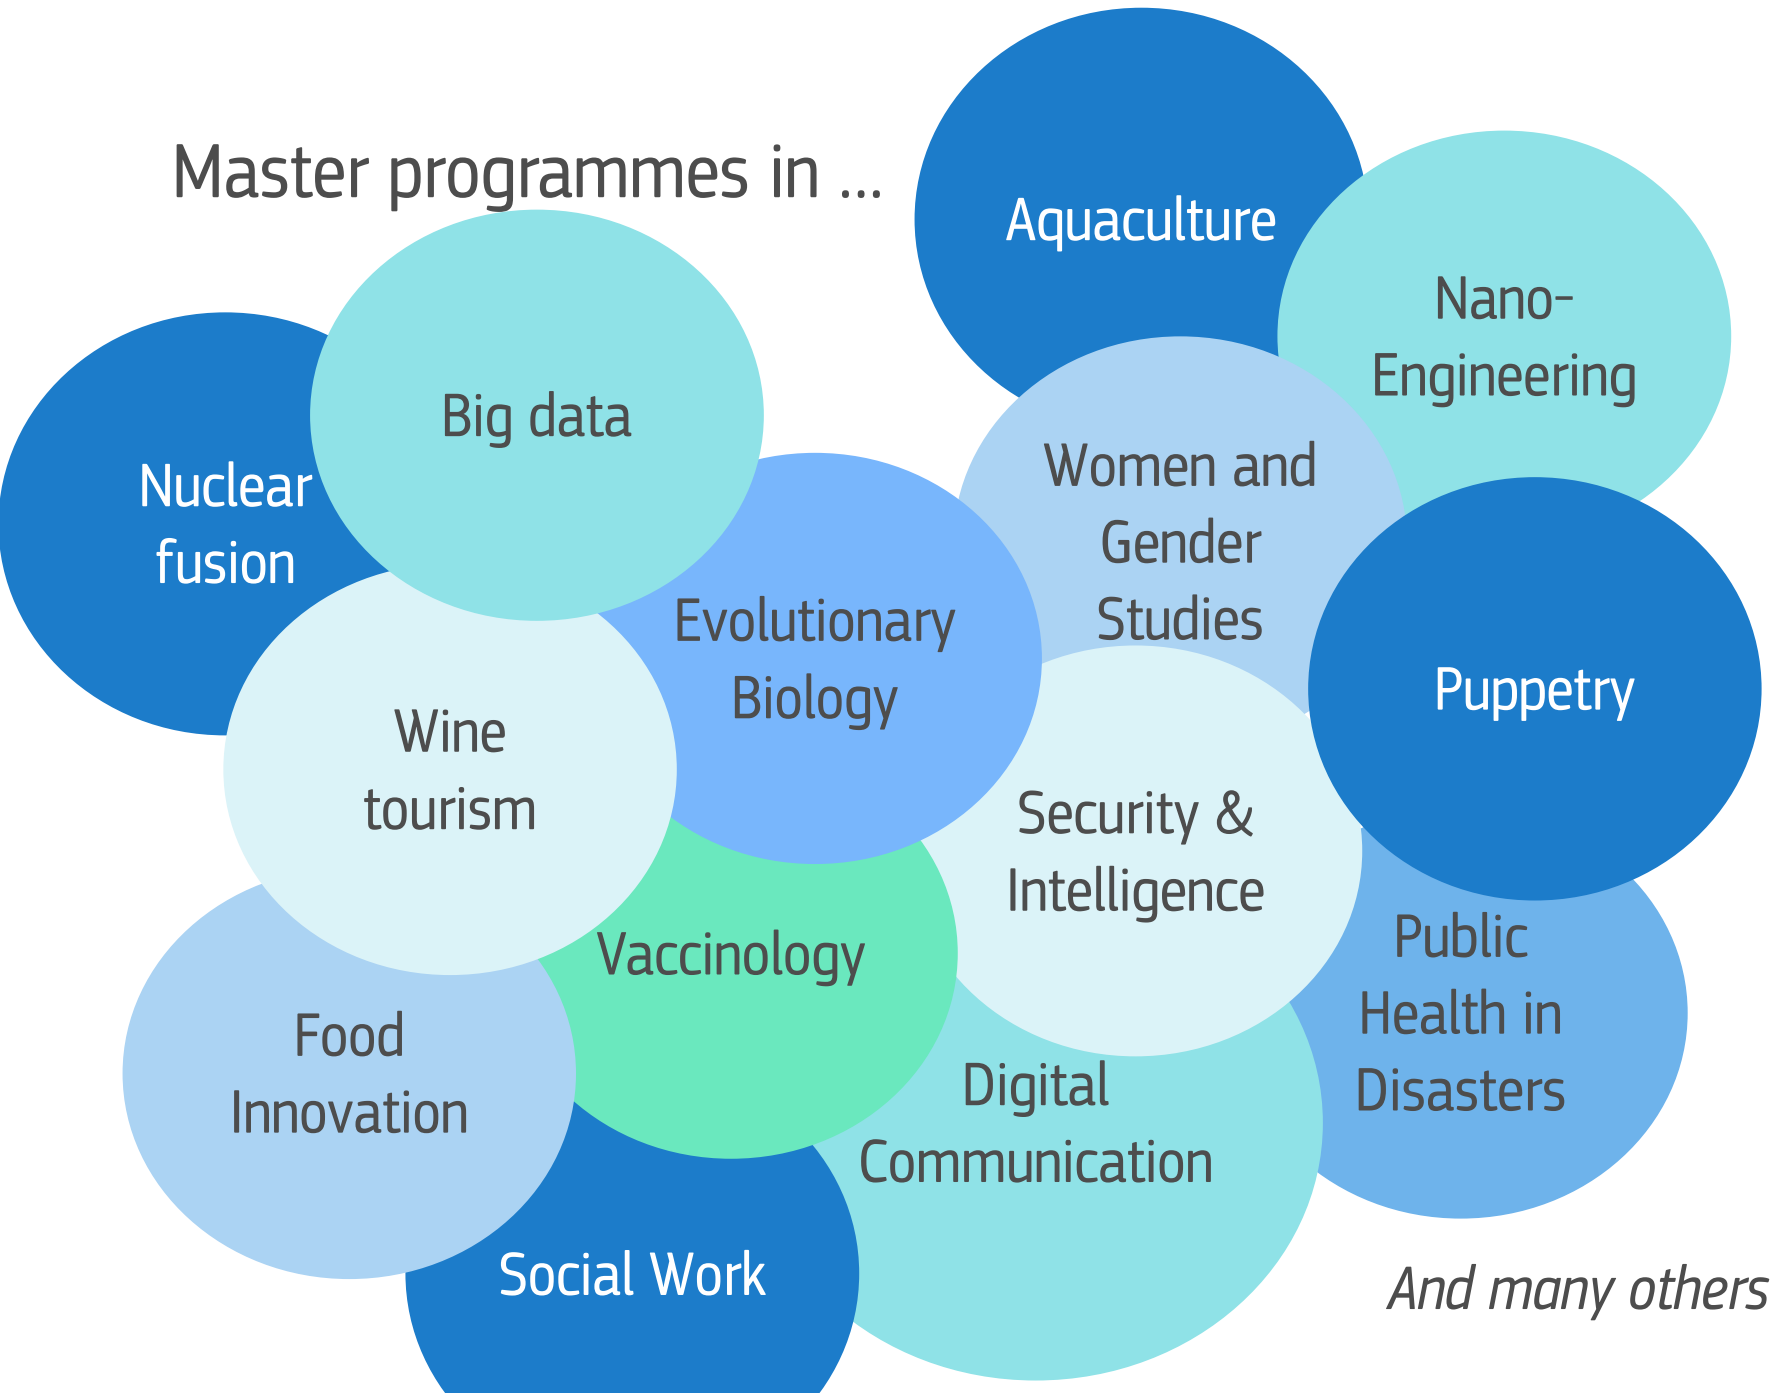 Master programmes in ...
Aquaculture
Nano-
Engineering
Big data
Nuclear
fusion
Women and
Gender
Studies
Evolutionary
Biology
Puppetry
Wine
tourism
Security &
Intelligence
Vaccinology
Public
Health in
Disasters
Food
Innovation
Digital
Communication
Social Work
And many others